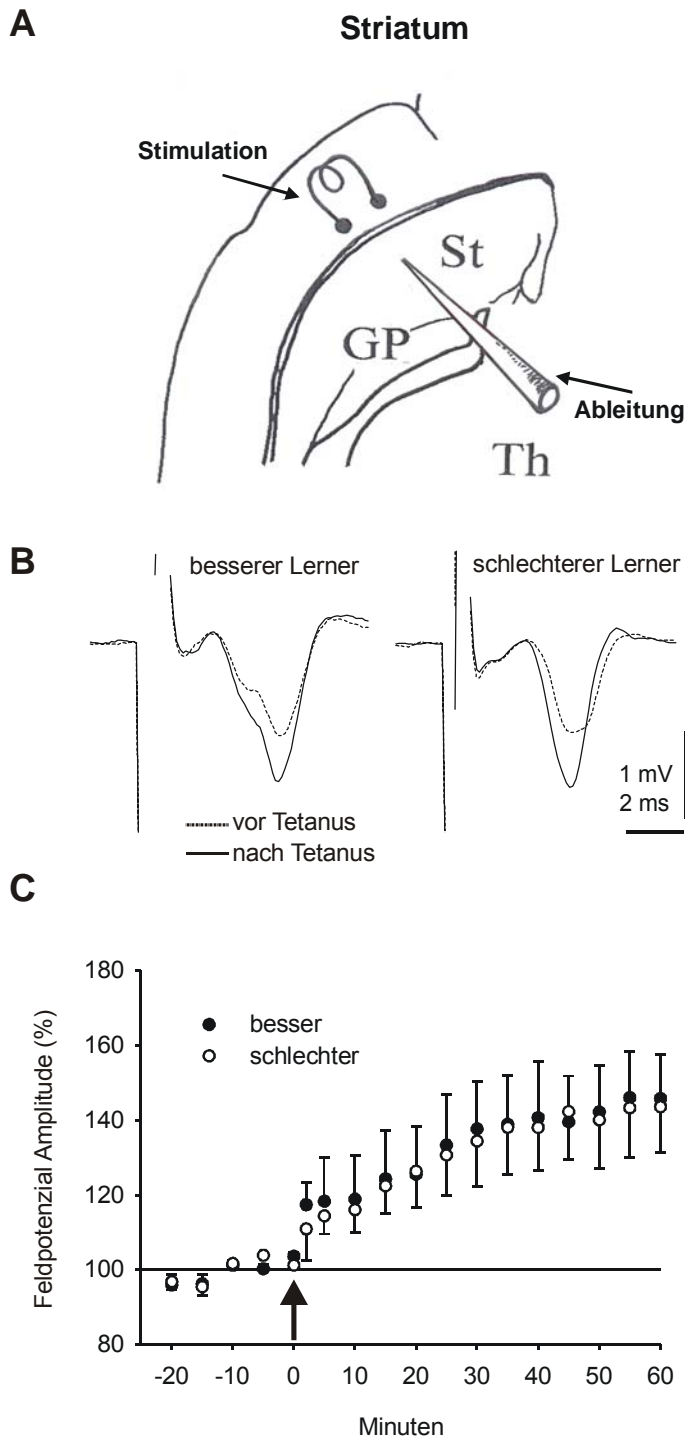 A
Striatum
Stimulation
St
GP
Ableitung
Th
B
besserer Lerner
schlechterer Lerner
1 mV
2 ms
vor Tetanus
nach Tetanus
C
180
160
140
120
100
80
Feldpotenzial Amplitude (%)
besser
schlechter
-20 -10 0 10 20 30 40 50 60
Minuten